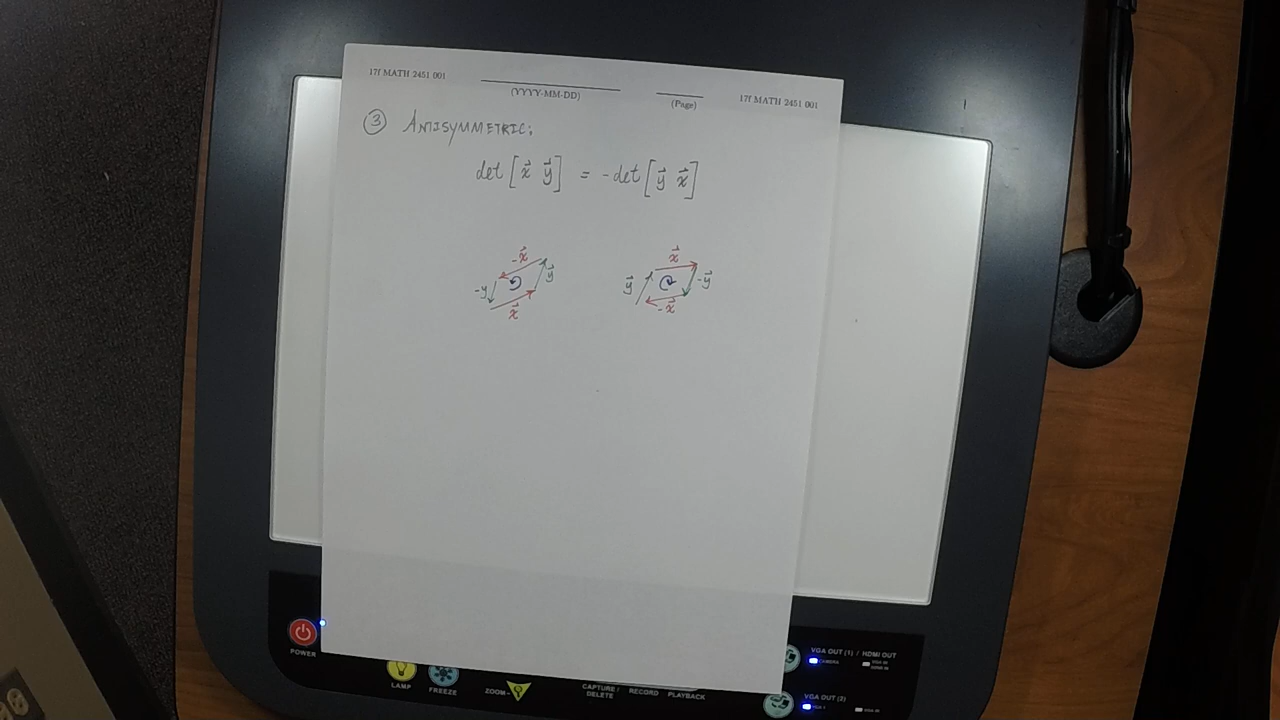 17f MATH 2451 001 (YYYY-MM-DD) (Page) 17f MATH 2451 001
③ ANTISYMMETRIC:
det [x⃗ y⃗] = -det [y⃗ x⃗]
-x⃗ x⃗
-y y⃗ y⃗ -y⃗
x⃗ -x⃗
POWER
LAMP FREEZE ZOOM CAPTURE / DELETE RECORD PLAYBACK
VGA OUT (1) / HDMI OUT
CAMERA
VGA OUT (2)